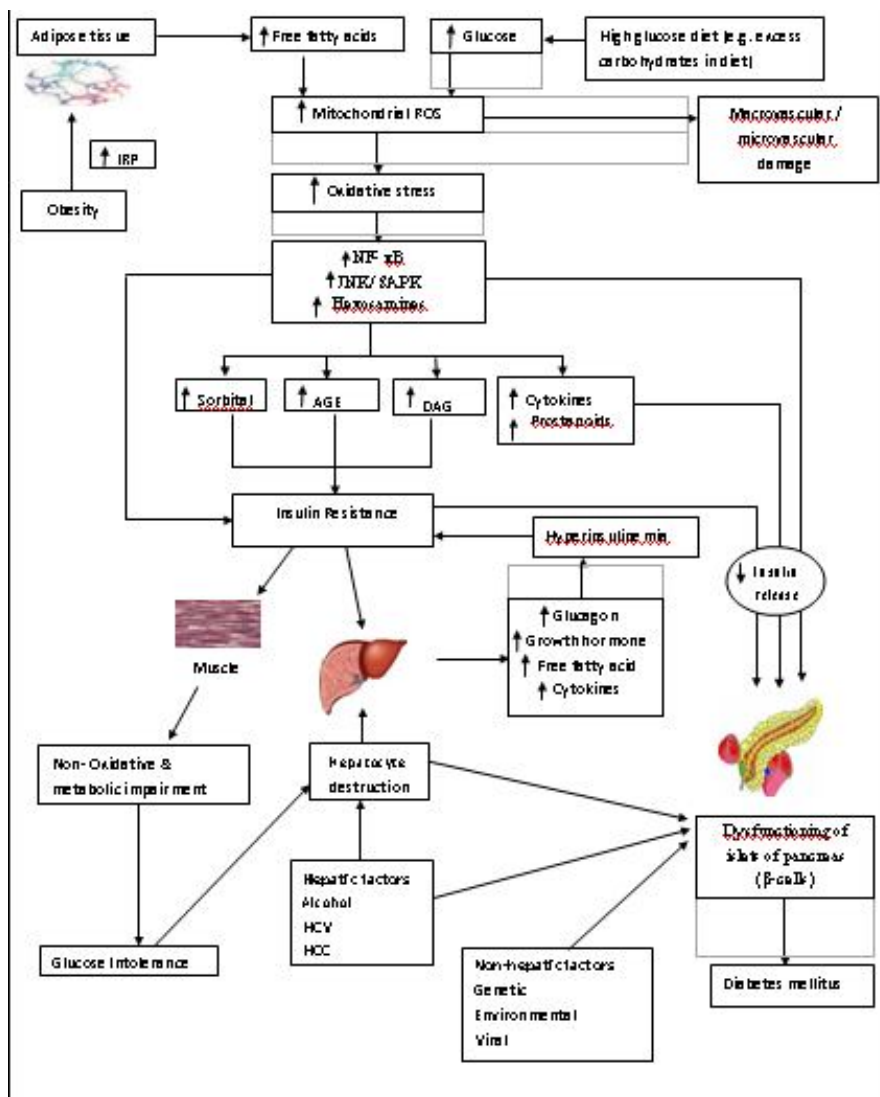 Adipose tissue
↑ Free fatty acids
↑ Glucose
High glucose diet (e.g. excess
carbohydrates in diet)
↑ Mitochondrial ROS
Macrovascular /
microvascular
damage
↑ IRP
Obesity
↑ Oxidative stress
↑ NF-κB
↑ JNK/ SAPK
↑ Hexosamines
↑ Sorbital
↑ AGE
↑ DAG
↑ Cytokines
↑ Prostanoids
Insulin Resistance
Hyperinsulinemia
↓ Insulin
release
↑ Glucagon
↑ Growth hormone
↑ Free fatty acid
↑ Cytokines
Muscle
Non- Oxidative &
metabolic impairment
Hepatocyte
destruction
Dysfunctioning of
islets of pancreas
(β-cells)
Hepatic factors
Alcohol
HCV
HCC
Glucose Intolerance
Non-hepatic factors
Genetic
Environmental
Viral
Diabetes mellitus